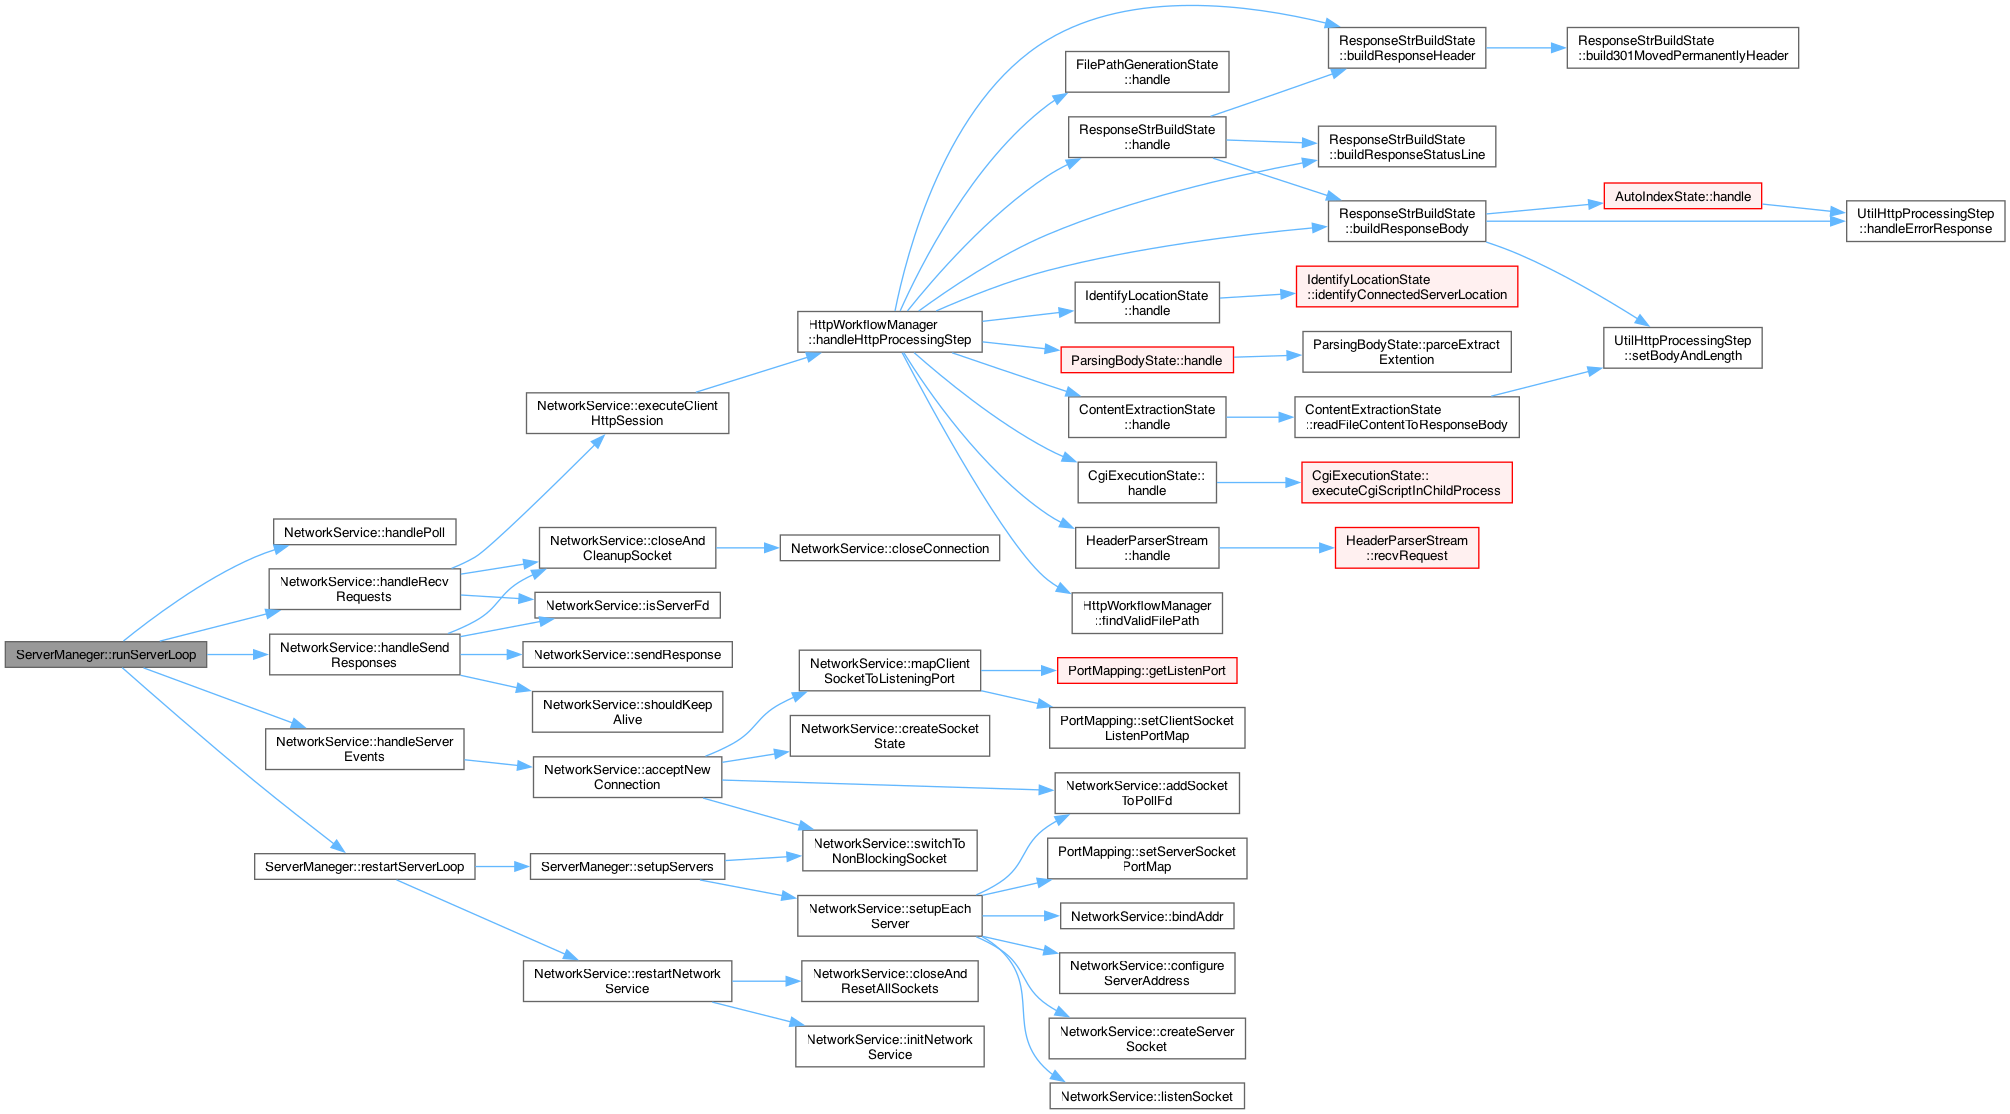 ServerManeger::runServerLoop
NetworkService::handlePoll
NetworkService::handleRecv
Requests
NetworkService::handleSend
Responses
NetworkService::handleServer
Events
ServerManeger::restartServerLoop
NetworkService::executeClient
HttpSession
NetworkService::closeAnd
CleanupSocket
NetworkService::isServerFd
NetworkService::sendResponse
NetworkService::shouldKeep
Alive
NetworkService::acceptNew
Connection
ServerManeger::setupServers
NetworkService::restartNetwork
Service
HttpWorkflowManager
::handleHttpProcessingStep
NetworkService::closeConnection
NetworkService::mapClient
SocketToListeningPort
NetworkService::createSocket
State
NetworkService::switchTo
NonBlockingSocket
NetworkService::setupEach
Server
NetworkService::closeAnd
ResetAllSockets
NetworkService::initNetwork
Service
FilePathGenerationState
::handle
ResponseStrBuildState
::handle
IdentifyLocationState
::handle
ParsingBodyState::handle
ContentExtractionState
::handle
CgiExecutionState::
handle
HeaderParserStream
::handle
HttpWorkflowManager
::findValidFilePath
PortMapping::getListenPort
PortMapping::setClientSocket
ListenPortMap
NetworkService::addSocket
ToPollFd
PortMapping::setServerSocket
PortMap
NetworkService::bindAddr
NetworkService::configure
ServerAddress
NetworkService::createServer
Socket
NetworkService::listenSocket
ResponseStrBuildState
::buildResponseHeader
ResponseStrBuildState
::buildResponseStatusLine
ResponseStrBuildState
::buildResponseBody
IdentifyLocationState
::identifyConnectedServerLocation
ParsingBodyState::parceExtract
Extention
ContentExtractionState
::readFileContentToResponseBody
CgiExecutionState::
executeCgiScriptInChildProcess
HeaderParserStream
::recvRequest
ResponseStrBuildState
::build301MovedPermanentlyHeader
AutoIndexState::handle
UtilHttpProcessingStep
::setBodyAndLength
UtilHttpProcessingStep
::handleErrorResponse